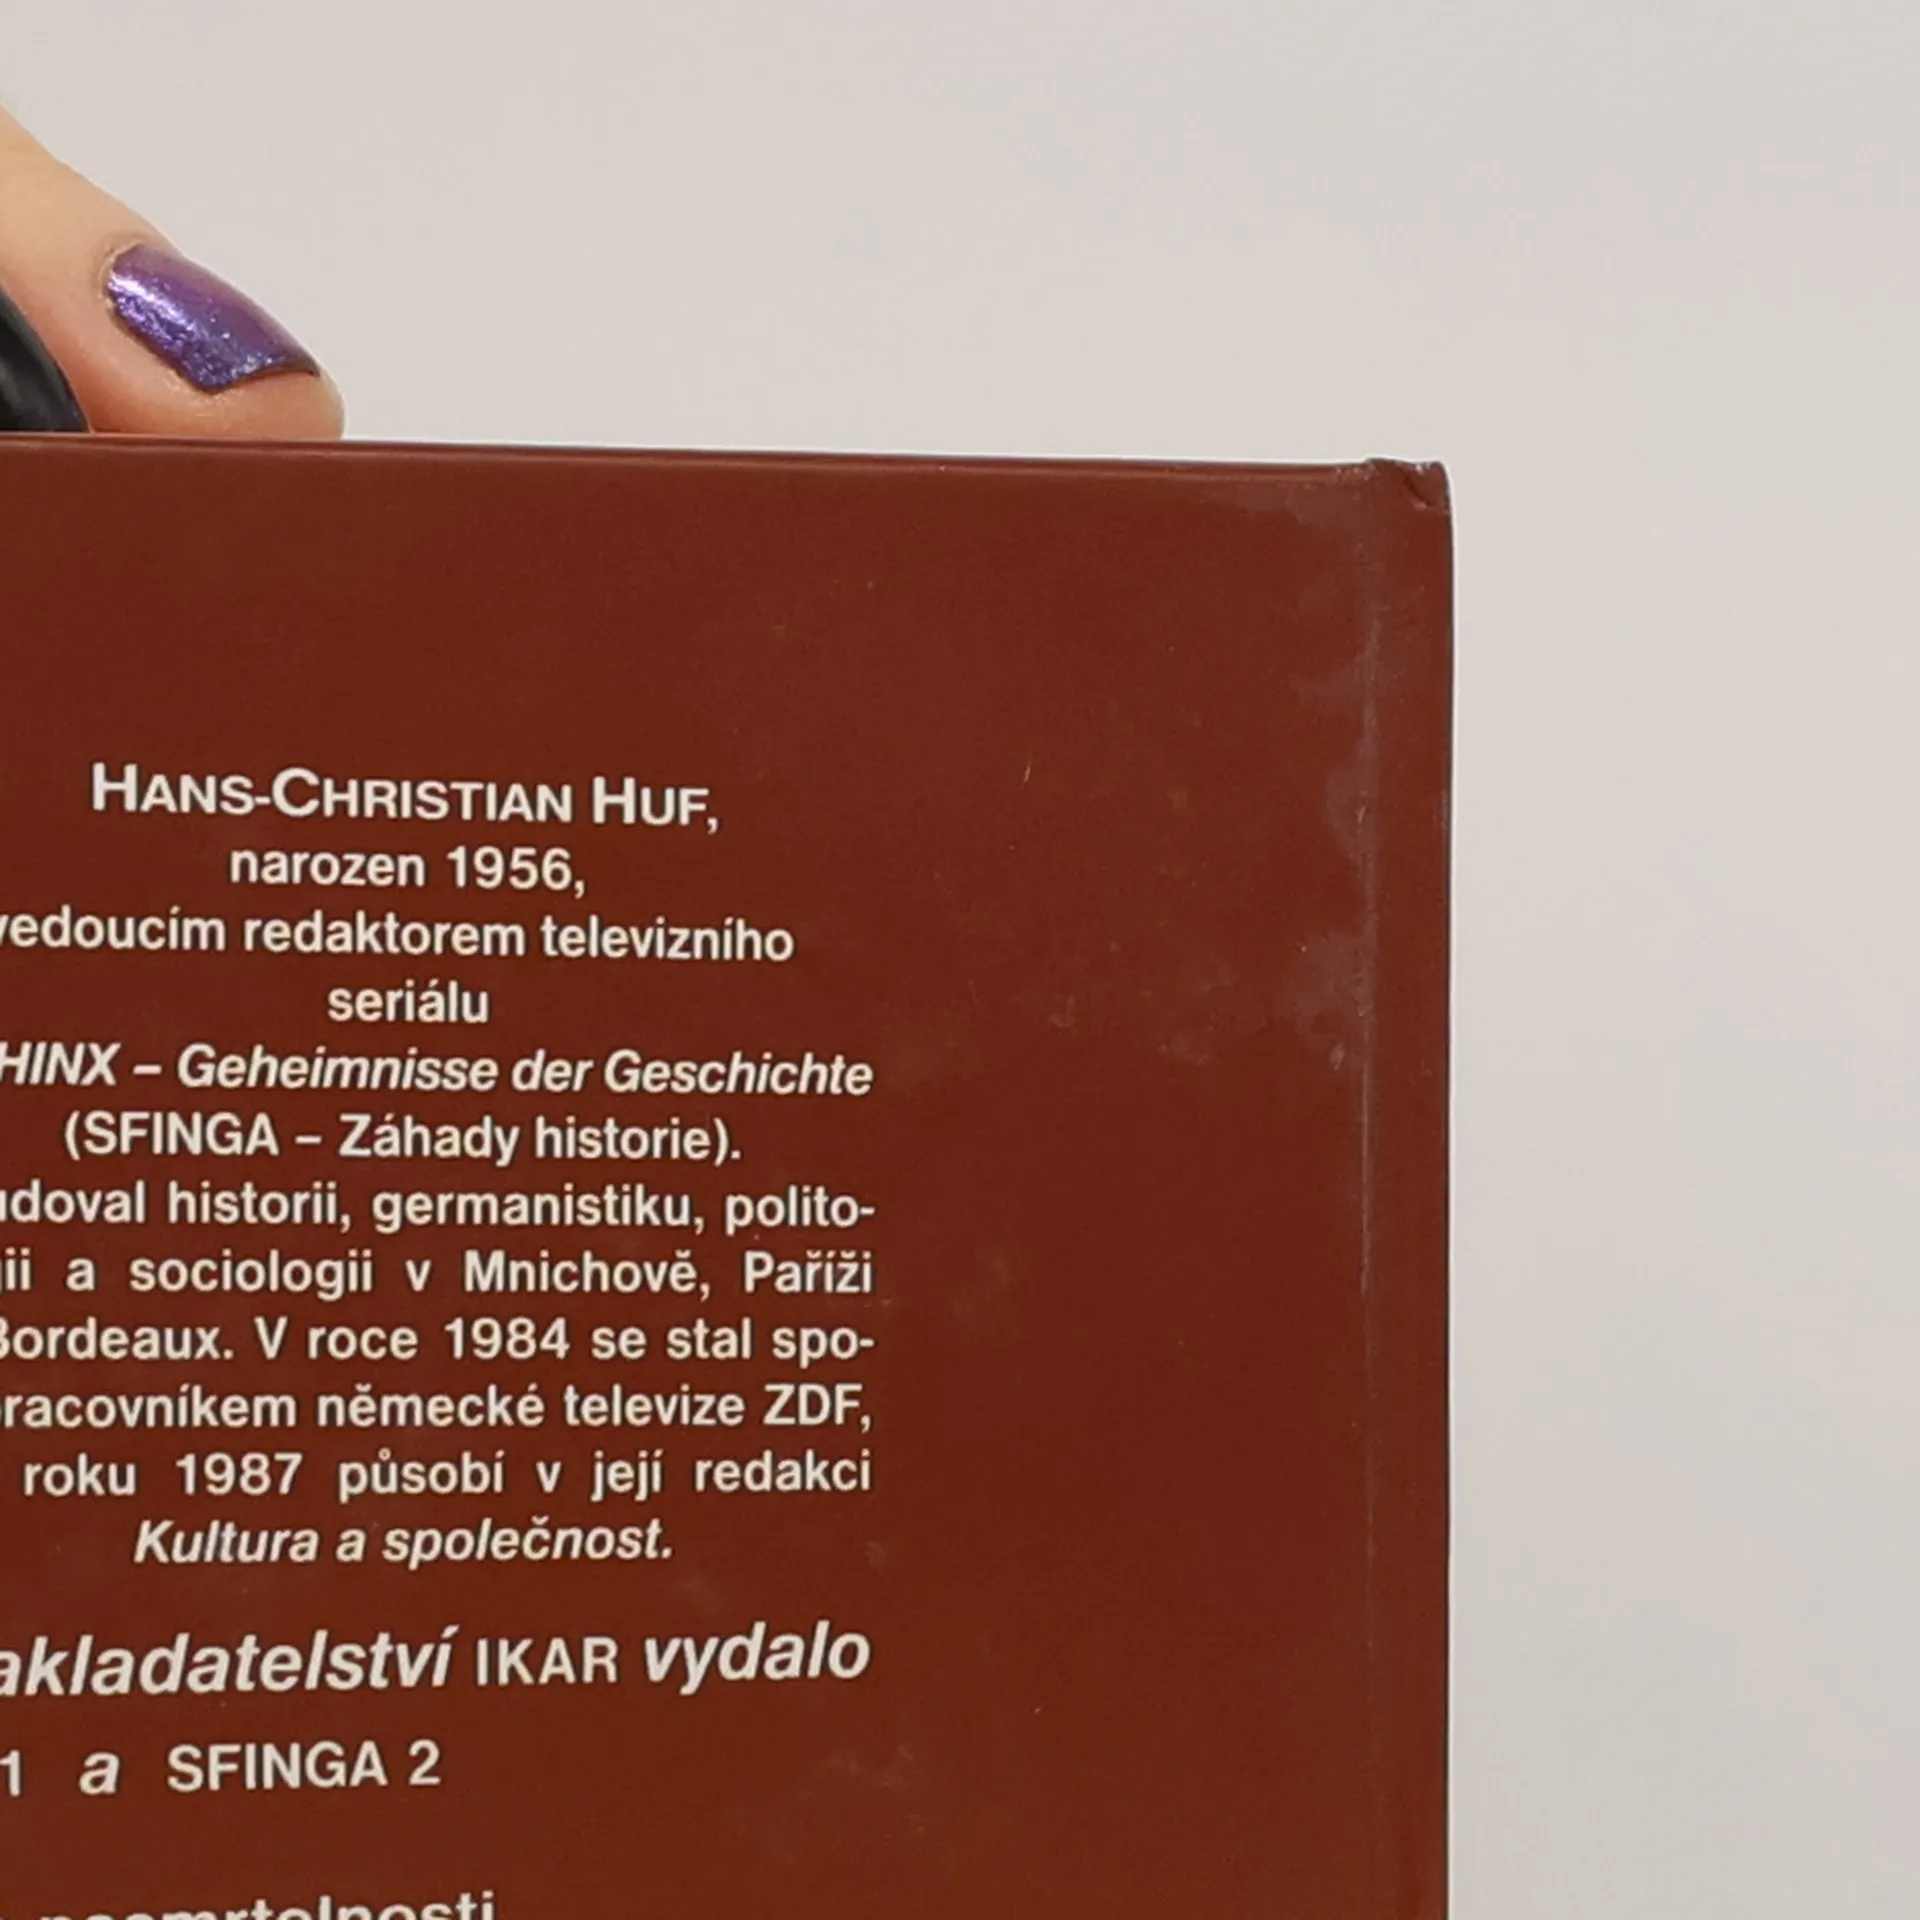 HANS-CHRISTIAN HUF,
narozen 1956,
vedoucím redaktorem televizního
seriálu
HINX – Geheimnisse der Geschichte
(SFINGA – Záhady historie).
udoval historii, germanistiku, polito-
gii a sociologii v Mnichově, Paříži
Bordeaux. V roce 1984 se stal spo-
pracovníkem německé televize ZDF,
roku 1987 působí v její redakci
Kultura a společnost.
akladatelství IKAR vydalo
1 a SFINGA 2
nesmrtelnosti